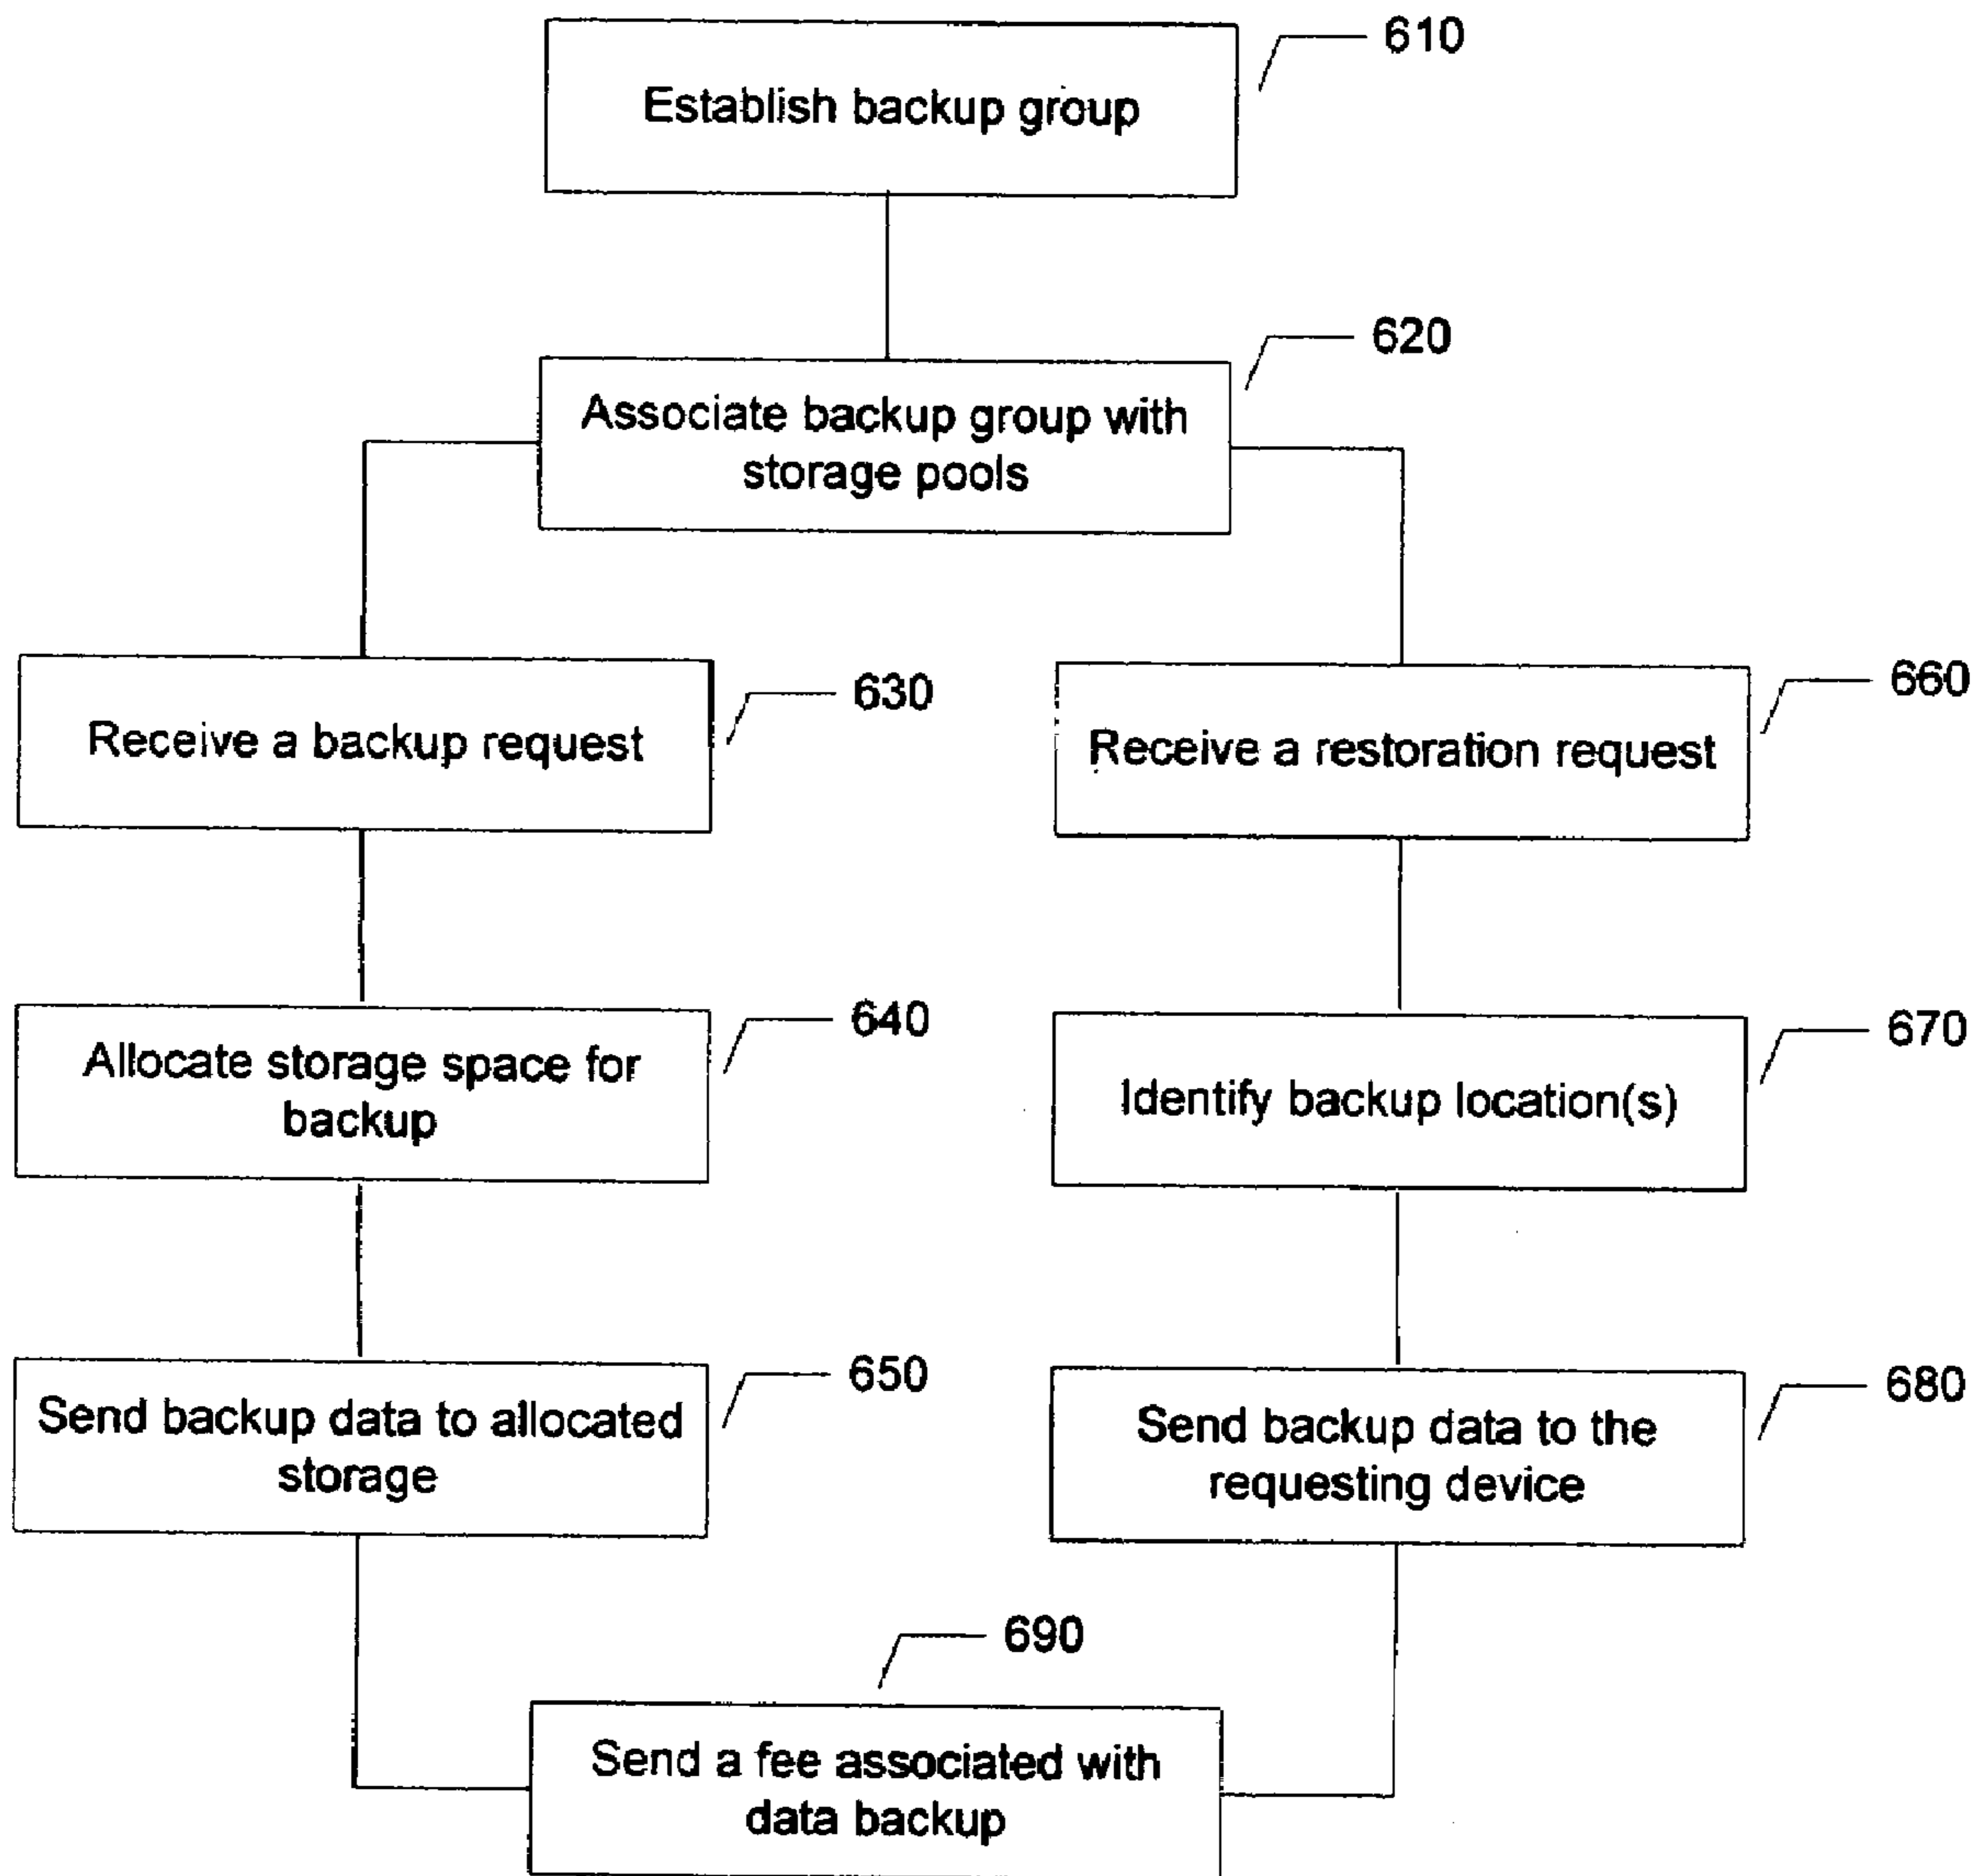 610
Establish backup group
620
Associate backup group with
storage pools
630
Receive a backup request
660
Receive a restoration request
640
Allocate storage space for
backup
670
Identify backup location(s)
650
Send backup data to allocated
storage
680
Send backup data to the
requesting device
690
Send a fee associated with
data backup